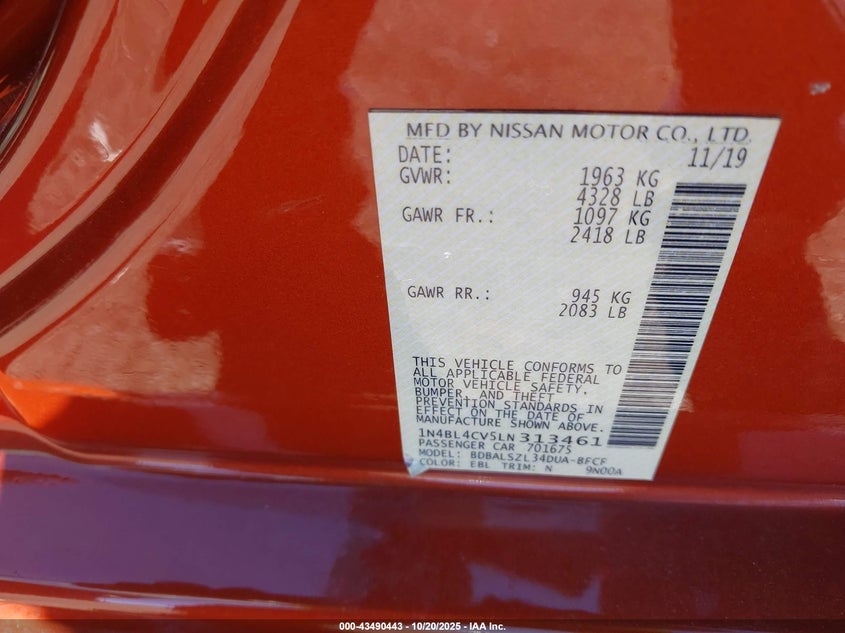 MFD BY NISSAN MOTOR CO., LTD.
DATE: 11/19
GVWR: 1963 KG
4328 LB
GAWR FR.: 1097 KG
2418 LB
GAWR RR.: 945 KG
2083 LB
THIS VEHICLE CONFORMS TO
ALL APPLICABLE FEDERAL
MOTOR VEHICLE SAFETY,
BUMPER, AND THEFT
PREVENTION STANDARDS IN
EFFECT ON THE DATE OF
MANUFACTURE SHOWN ABOVE.
1N4BL4CV5LN313461
PASSENGER CAR 701675
MODEL: BDBALSZL34DUA-8FCF
COLOR: EBL TRIM: N 9N00A
000-43490443 - 10/20/2025 - IAA Inc.